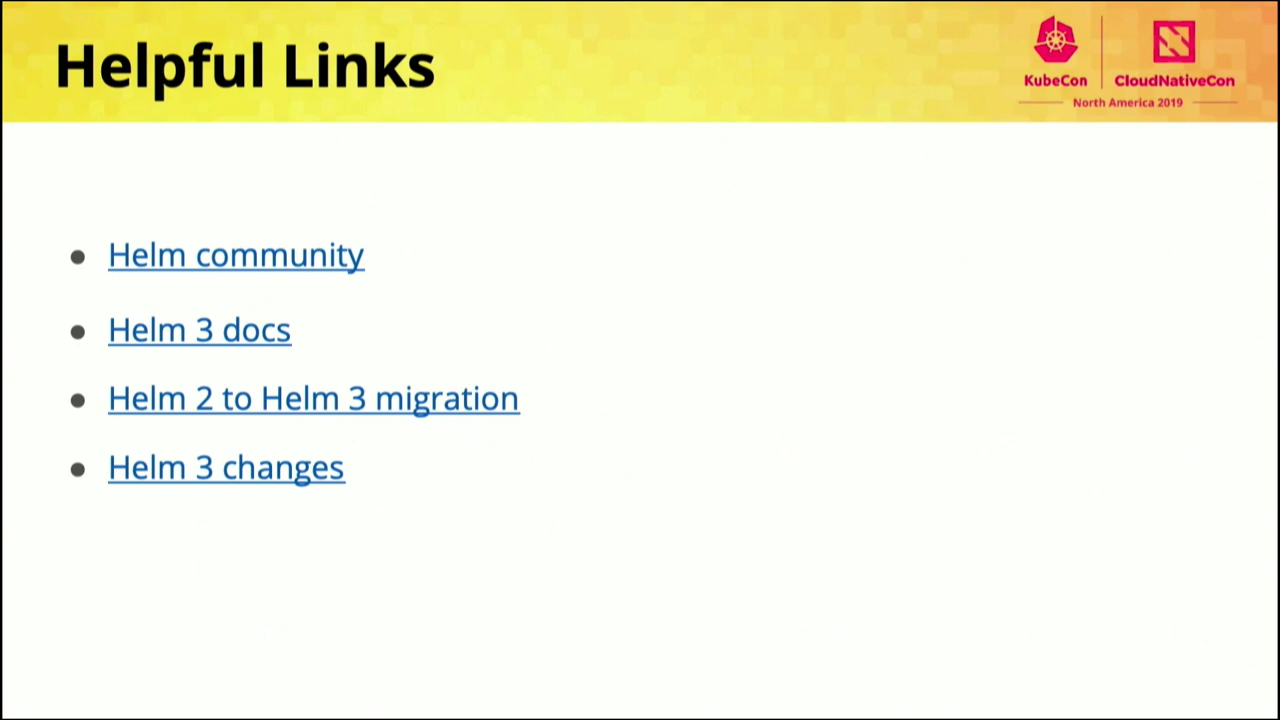 Helpful Links
KubeCon
CloudNativeCon
North America 2019
Helm community
Helm 3 docs
Helm 2 to Helm 3 migration
Helm 3 changes